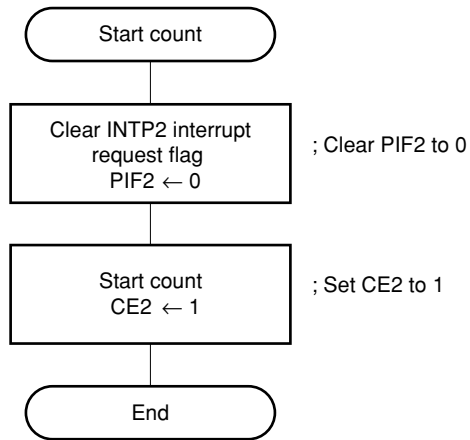 Start count
Clear INTP2 interrupt
request flag
PIF2 ← 0
; Clear PIF2 to 0
Start count
CE2 ← 1
; Set CE2 to 1
End